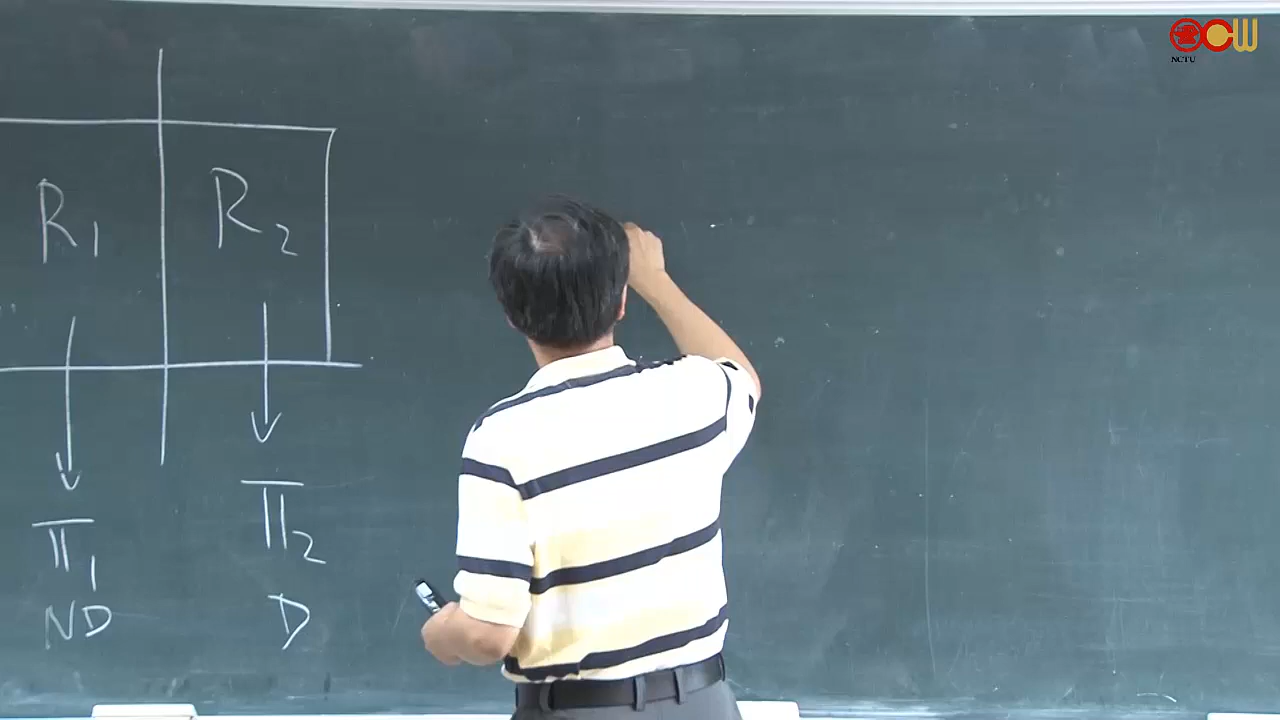 OCW
NCTU
R1 R2
π1 π2
ND D